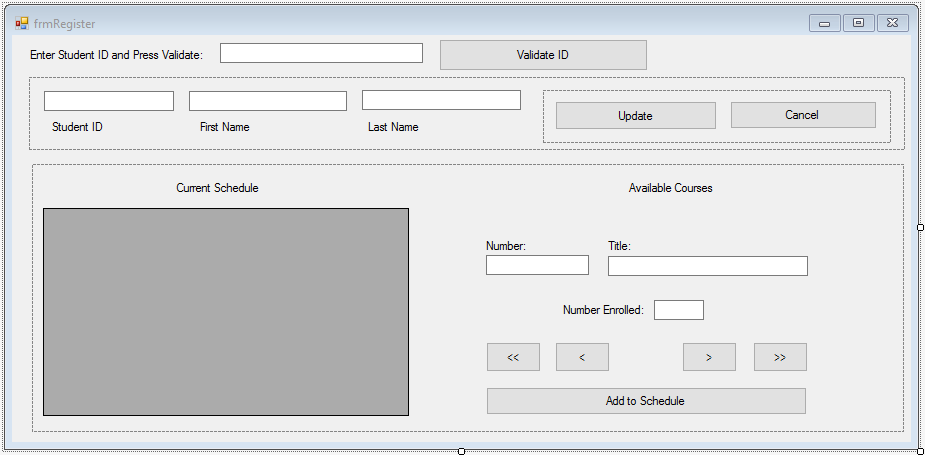 frmRegister
Enter Student ID and Press Validate:
Validate ID
Update
Cancel
Student ID
First Name
Last Name
Current Schedule
Available Courses
Number:
Title:
Number Enrolled:
<<
<
>
>>
Add to Schedule